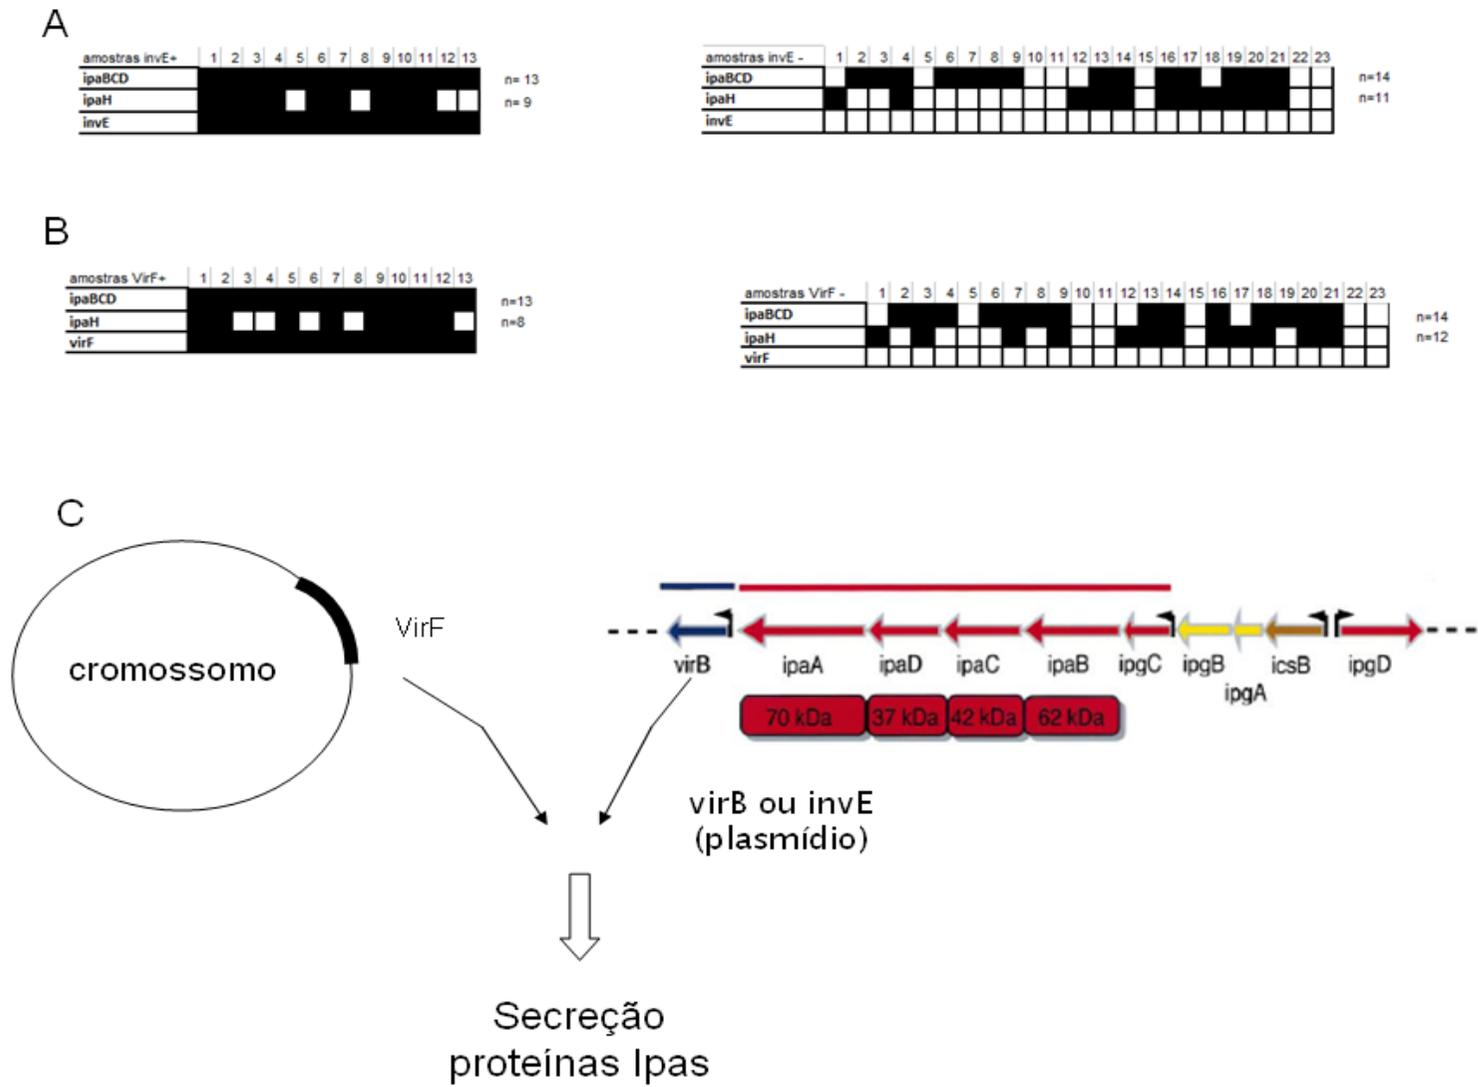 A
amostras invE+ 1 2 3 4 5 6 7 8 9 10 11 12 13
ipaBCD n= 13
ipaH n= 9
invE
amostras invE - 1 2 3 4 5 6 7 8 9 10 11 12 13 14 15 16 17 18 19 20 21 22 23
ipaBCD n=14
ipaH n=11
invE
B
amostras VirF+ 1 2 3 4 5 6 7 8 9 10 11 12 13
ipaBCD n=13
ipaH n=8
virF
amostras VirF - 1 2 3 4 5 6 7 8 9 10 11 12 13 14 15 16 17 18 19 20 21 22 23
ipaBCD n=14
ipaH n=12
virF
C
cromossomo
VirF
virB ipaA ipaD ipaC ipaB ipgC ipgB icsB ipgD
ipgA
70 kDa 37 kDa 42 kDa 62 kDa
virB ou invE
(plasmídio)
Secreção
proteínas Ipas